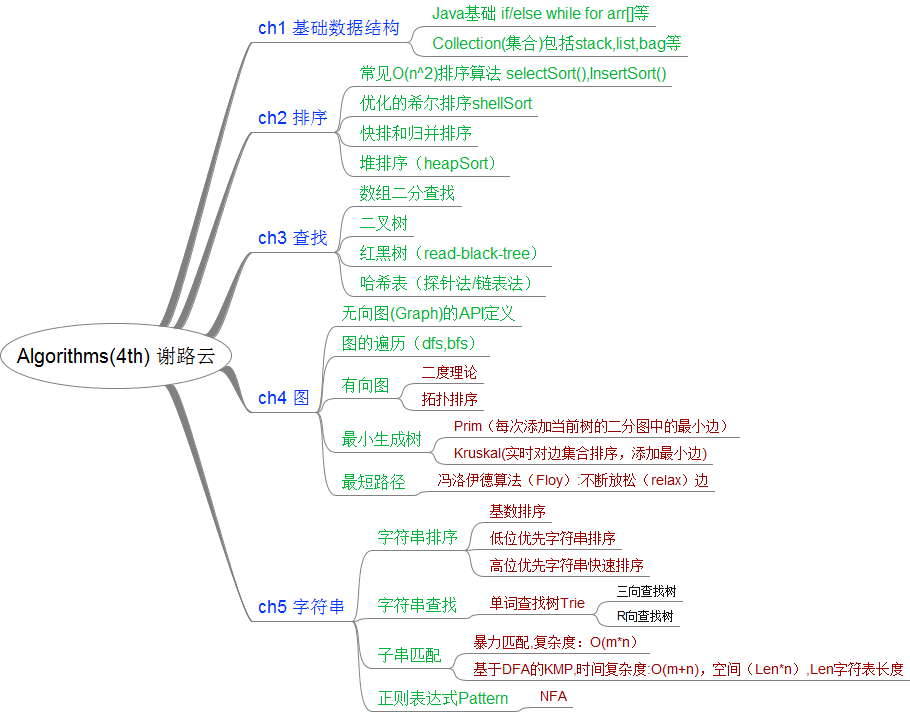 Algorithms(4th) 谢路云
ch1 基础数据结构
Java基础 if/else while for arr[]等
Collection(集合)包括stack,list,bag等
ch2 排序
常见O(n^2)排序算法 selectSort(),InsertSort()
优化的希尔排序shellSort
快排和归并排序
堆排序（heapSort）
ch3 查找
数组二分查找
二叉树
红黑树（read-black-tree）
哈希表（探针法/链表法）
ch4 图
无向图(Graph)的API定义
图的遍历（dfs,bfs）
有向图
二度理论
拓扑排序
最小生成树
Prim（每次添加当前树的二分图中的最小边）
Kruskal(实时对边集合排序，添加最小边)
最短路径
冯洛伊德算法（Floy）:不断放松（relax）边
ch5 字符串
字符串排序
基数排序
低位优先字符串排序
高位优先字符串快速排序
字符串查找
单词查找树Trie
三向查找树
R向查找树
子串匹配
暴力匹配,复杂度：O(m*n)
基于DFA的KMP,时间复杂度:O(m+n)，空间（Len*n）,Len字符表长度
正则表达式Pattern
NFA